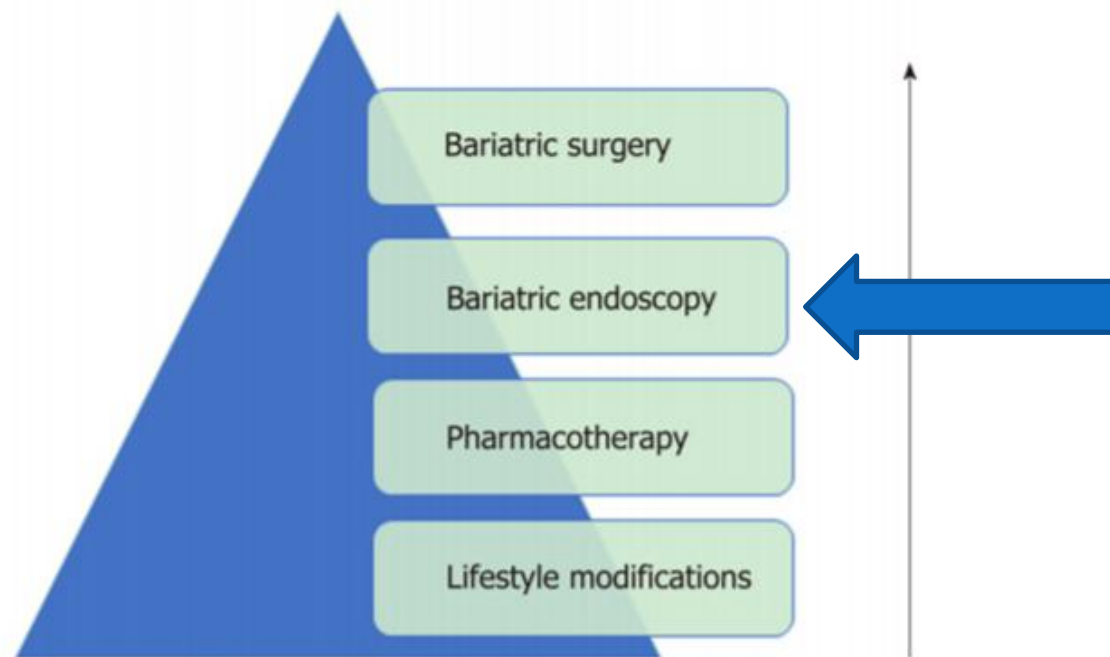 Bariatric surgery
Bariatric endoscopy
Pharmacotherapy
Lifestyle modifications